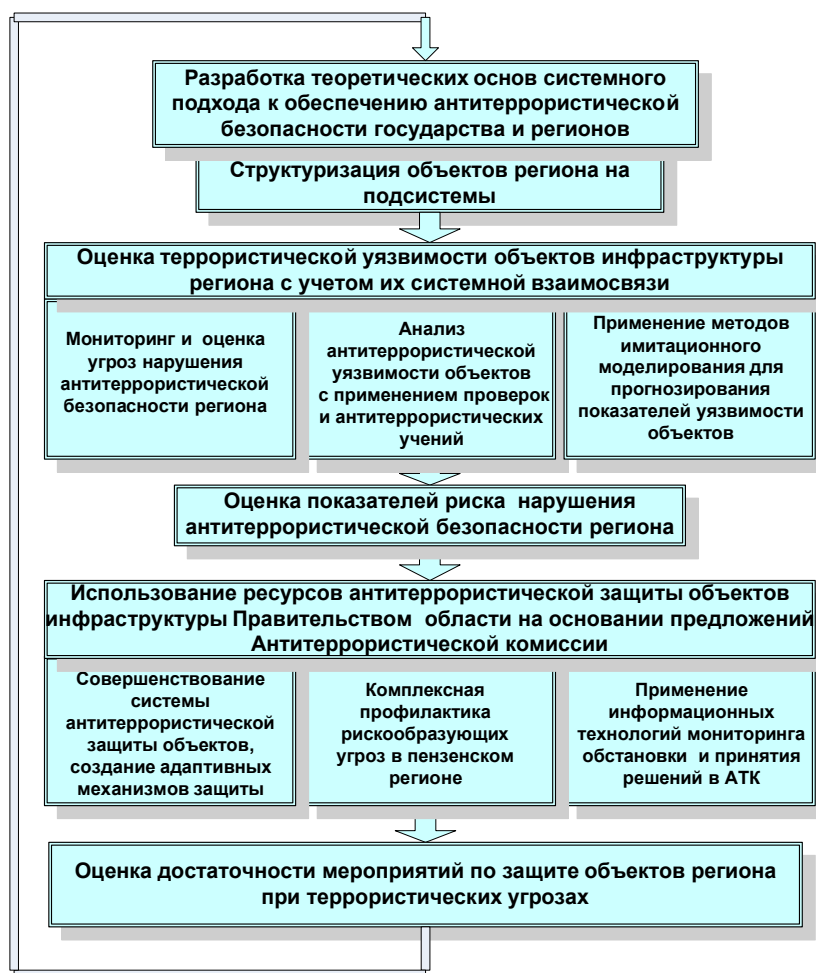 Разработка теоретических основ системного
подхода к обеспечению антитеррористической
безопасности государства и регионов
Структуризация объектов региона на
подсистемы
Оценка террористической уязвимости объектов инфраструктуры
региона с учетом их системной взаимосвязи
Мониторинг и оценка
угроз нарушения
антитеррористической
безопасности региона
Анализ
антитеррористической
уязвимости объектов
с применением проверок
и антитеррористических
учений
Применение методов
имитационного
моделирования для
прогнозирования
показателей уязвимости
объектов
Оценка показателей риска нарушения
антитеррористической безопасности региона
Использование ресурсов антитеррористической защиты объектов
инфраструктуры Правительством области на основании предложений
Антитеррористической комиссии
Совершенствование
системы
антитеррористической
защиты объектов,
создание адаптивных
механизмов защиты
Комплексная
профилактика
рискообразующих
угроз в пензенском
регионе
Применение
информационных
технологий мониторинга
обстановки и принятия
решений в АТК
Оценка достаточности мероприятий по защите объектов региона
при террористических угрозах